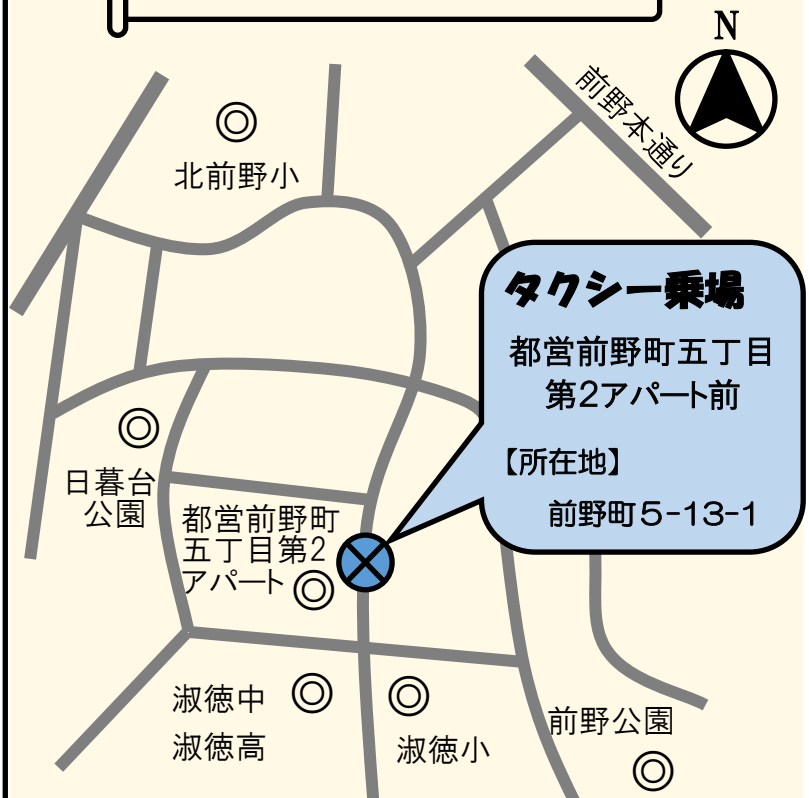 N
前野本通り
北前野小
タクシー乗場
都営前野町五丁目
第2アパート前
【所在地】
前野町5-13-1
日暮台
公園
都営前野町
五丁目第2
アパート
淑徳中
淑徳高
淑徳小
前野公園